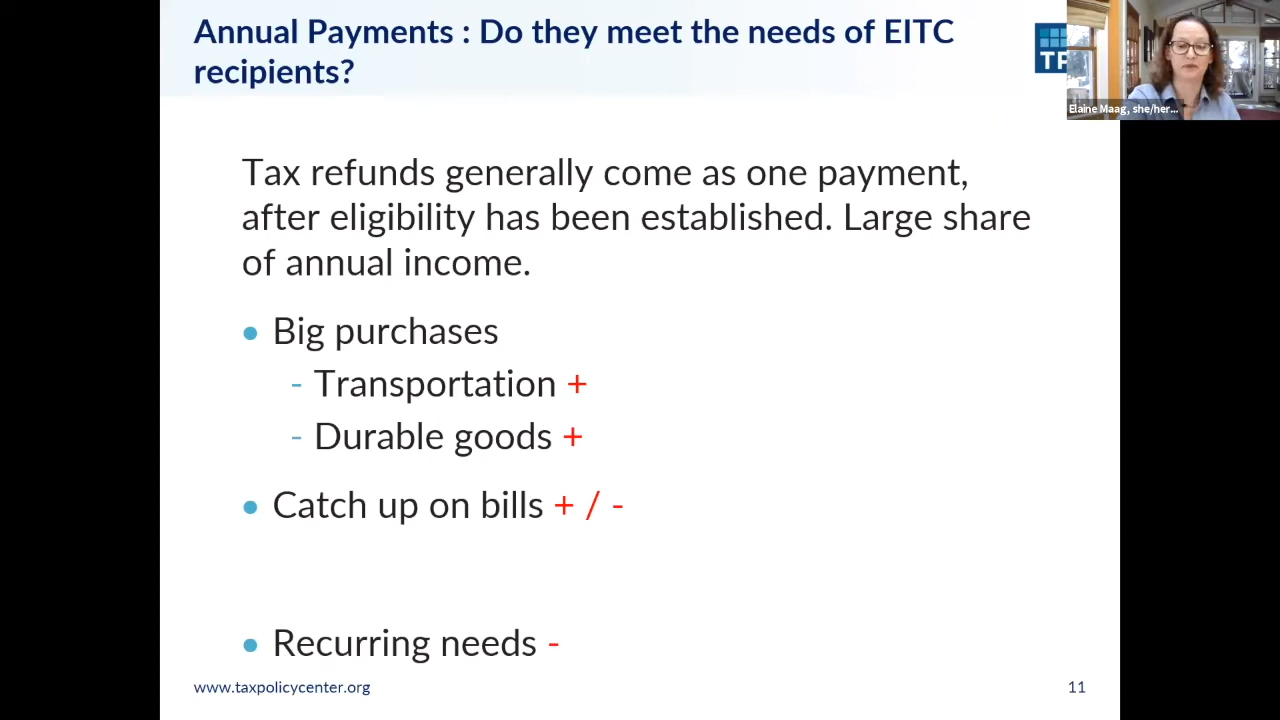 Annual Payments : Do they meet the needs of EITC
recipients?
TP
Elaine Maag, she/her...
Tax refunds generally come as one payment,
after eligibility has been established. Large share
of annual income.
• Big purchases
- Transportation +
- Durable goods +
• Catch up on bills + / -
• Recurring needs -
www.taxpolicycenter.org
11